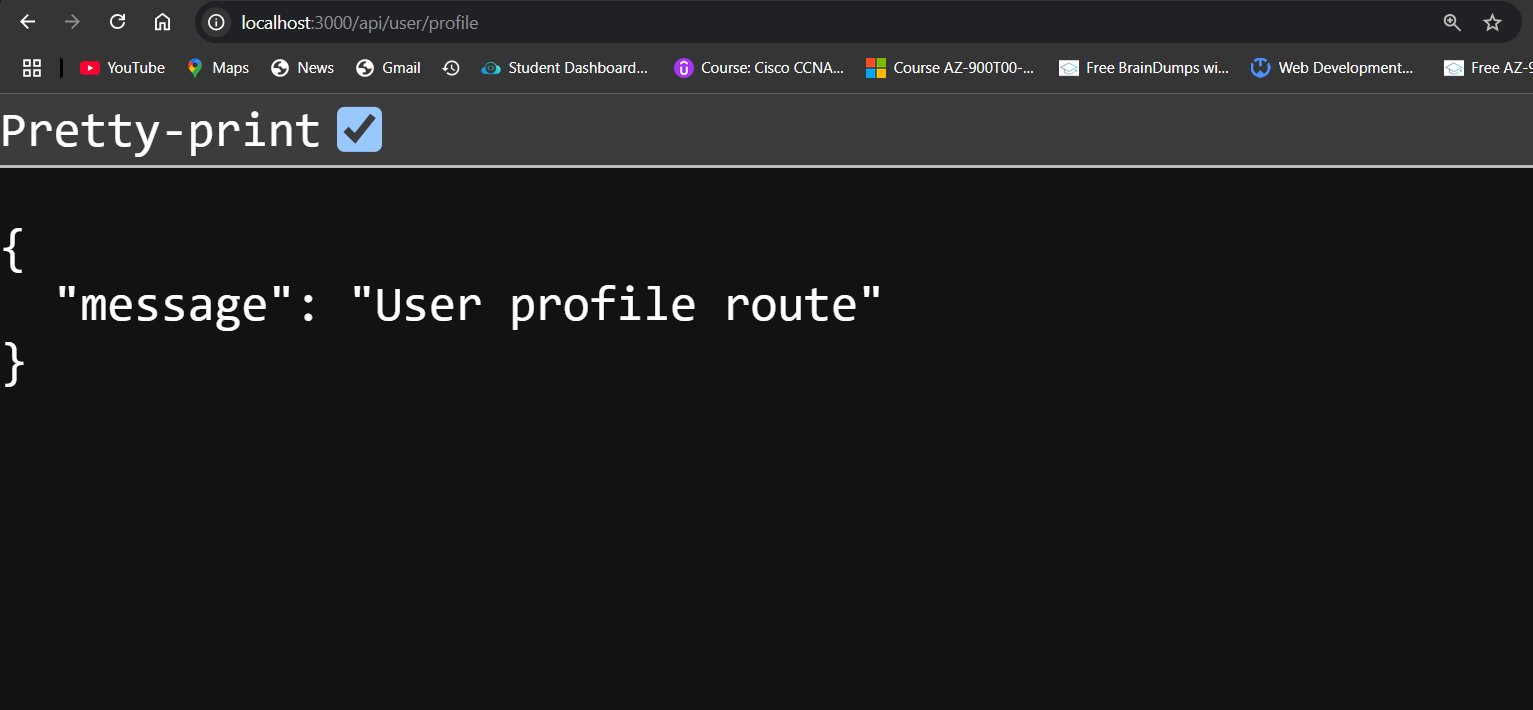 localhost:3000/api/user/profile
YouTube Maps News Gmail Student Dashboard... Course: Cisco CCNA... Course AZ-900T00-... Free BrainDumps wi... Web Development... Free AZ-9
Pretty-print
{
"message": "User profile route"
}